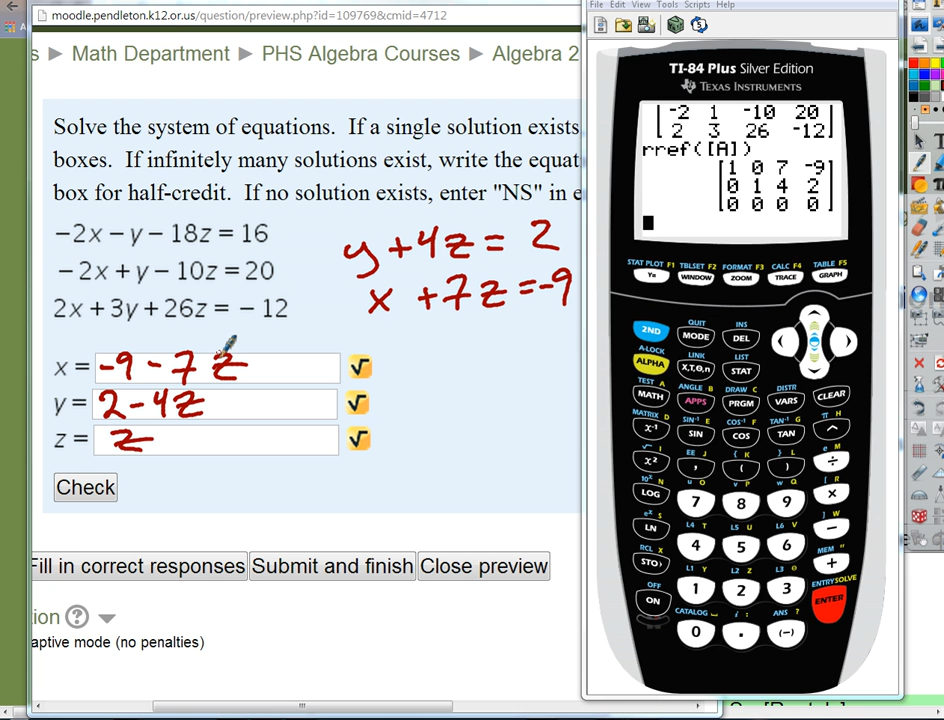 moodle.pendleton.k12.or.us/question/preview.php?id=109769&cmid=4712
s ► Math Department ► PHS Algebra Courses ► Algebra 2
Solve the system of equations. If a single solution exists
boxes. If infinitely many solutions exist, write the equat
box for half-credit. If no solution exists, enter "NS" in e
-2x - y - 18z = 16
-2x + y - 10z = 20
2x + 3y + 26z = -12
y + 4z = 2
x + 7z = -9
x = -9 - 7z
y = 2 - 4z
z = z
Check
Fill in correct responses Submit and finish Close preview
tion
aptive mode (no penalties)
File Edit View Tools Scripts Help
TI-84 Plus Silver Edition
TEXAS INSTRUMENTS
[-2 1 -10 20]
[2 3 26 -12]
rref([A])
[1 0 7 -9]
[0 1 4 2]
[0 0 0 0]
STAT PLOT F1 TBLSET F2 FORMAT F3 CALC F4 TABLE F5
Y= WINDOW ZOOM TRACE GRAPH
QUIT INS
2ND MODE DEL
A-LOCK LINK LIST
ALPHA X,T,Θ,n STAT
TEST A ANGLE B DRAW C DISTR
MATH APPS PRGM VARS CLEAR
MATRIX D SIN⁻¹ E COS⁻¹ F TAN⁻¹ G π H
x⁻¹ SIN COS TAN ^
√ I EE J { K } L e M
x² , ( ) ÷
10ˣ N u O v P w Q [ R
LOG 7 8 9 ×
eˣ S L4 T L5 U L6 V ] W
LN 4 5 6 −
RCL X L1 Y L2 Z L3 θ MEM "
STO› 1 2 3 +
OFF CATALOG ⎵ i : ANS ? ENTRY SOLVE
ON 0 . (−) ENTER